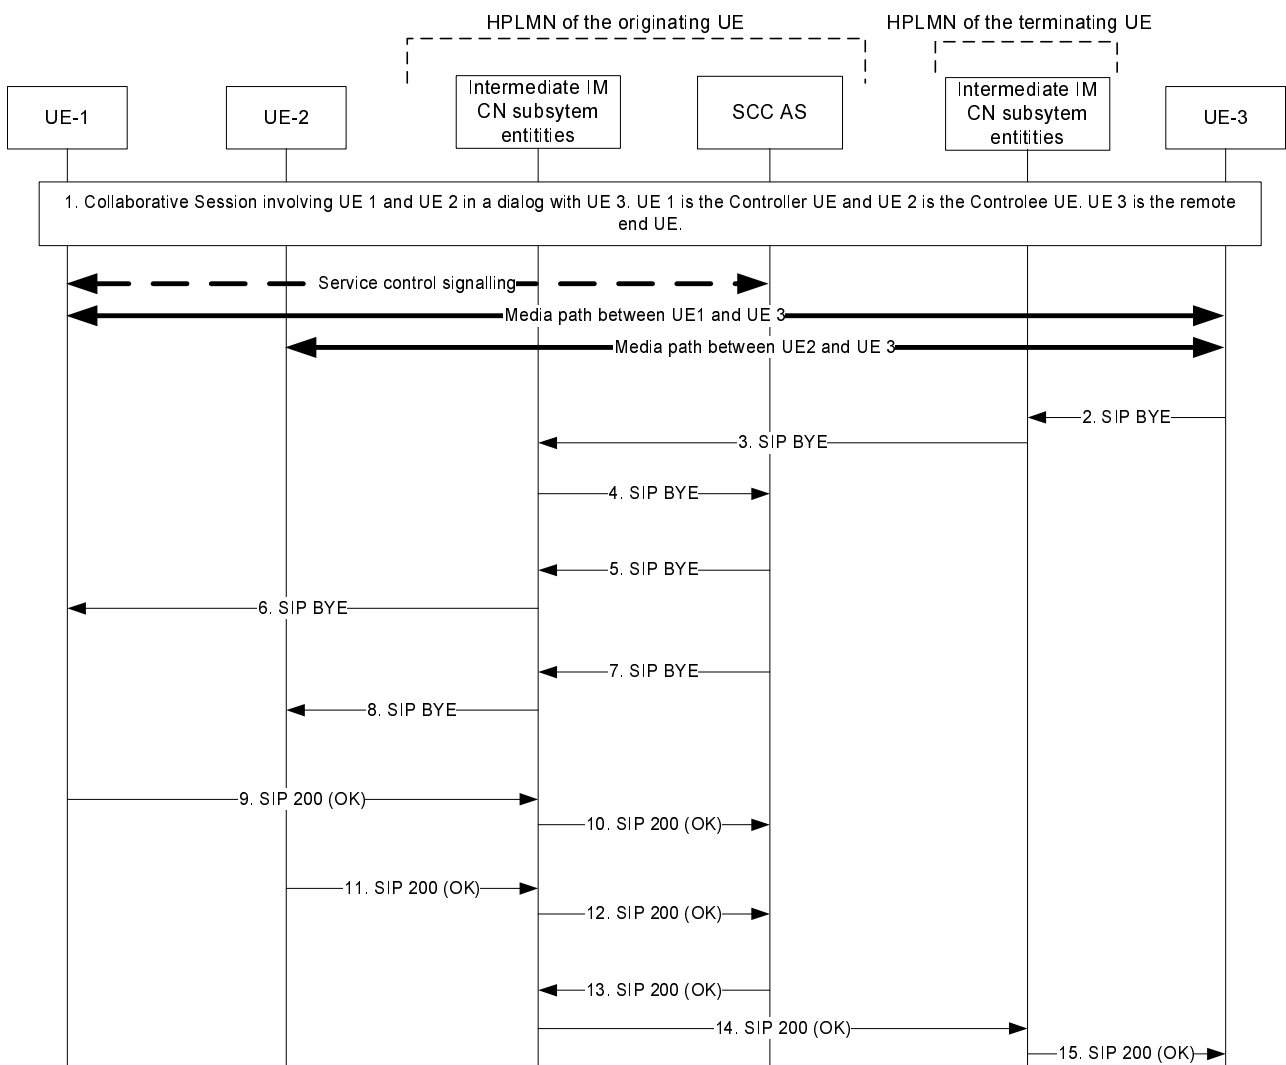 HPLMN of the originating UE
HPLMN of the terminating UE
UE-1
UE-2
Intermediate IM
CN subsytem
entitities
SCC AS
Intermediate IM
CN subsytem
entitities
UE-3
1. Collaborative Session involving UE 1 and UE 2 in a dialog with UE 3. UE 1 is the Controller UE and UE 2 is the Controlee UE. UE 3 is the remote
end UE.
Service control signalling
Media path between UE1 and UE 3
Media path between UE2 and UE 3
2. SIP BYE
3. SIP BYE
4. SIP BYE
5. SIP BYE
6. SIP BYE
7. SIP BYE
8. SIP BYE
9. SIP 200 (OK)
10. SIP 200 (OK)
11. SIP 200 (OK)
12. SIP 200 (OK)
13. SIP 200 (OK)
14. SIP 200 (OK)
15. SIP 200 (OK)